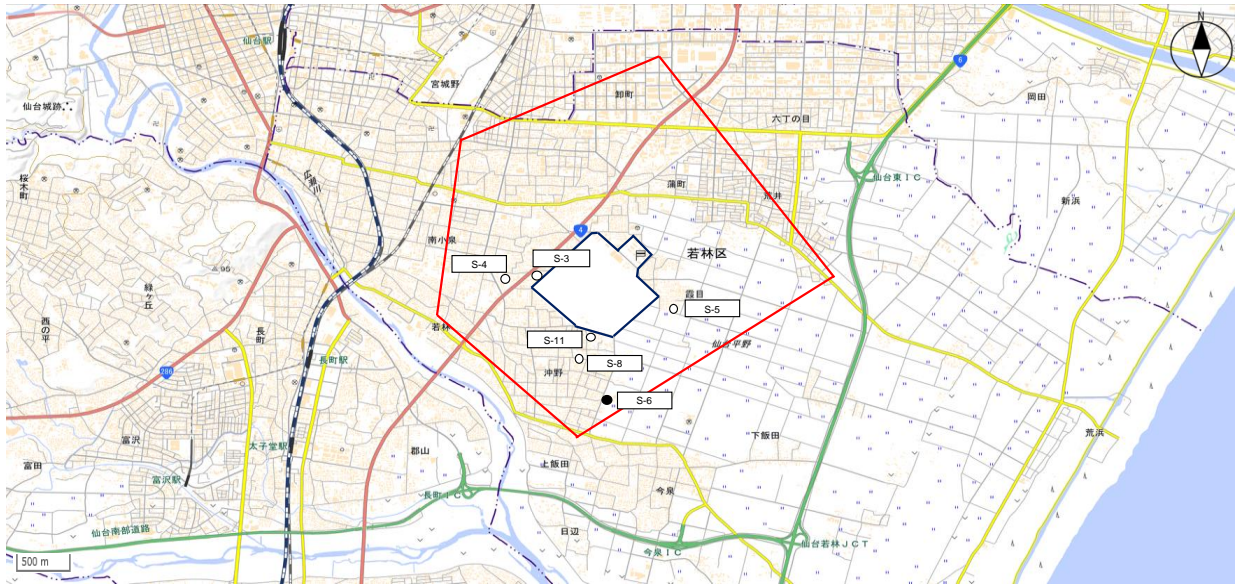 仙台駅
宮城野
6
N
仙台城跡
卸町
岡田
六丁の目
広瀬川
桜木町
蒲町
荒井
仙台東IC
新浜
南小泉
4
若林区
S-4
S-3
95
緑ヶ丘
霞目
S-5
西の平
長町
若林
S-11
仙台平野
長町駅
S-8
沖野
286
S-6
富沢
太子堂駅
郡山
下飯田
荒浜
富田
上飯田
富沢駅
長町IC
今泉
仙台南部道路
日辺
今泉IC
仙台若林JCT
500 m